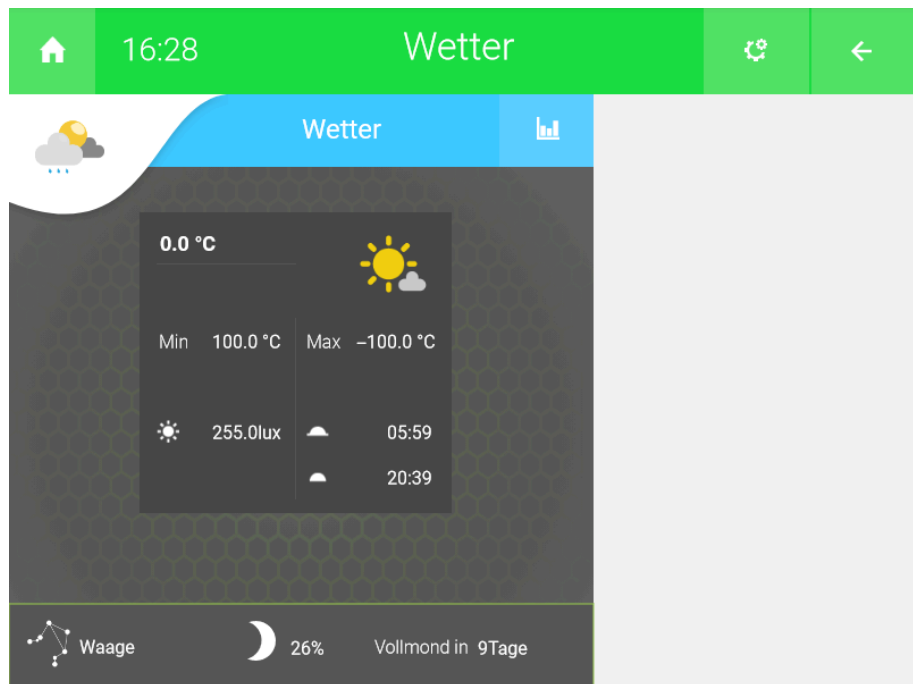 16:28 Wetter
Wetter
0.0 °C
Min 100.0 °C Max –100.0 °C
255.0lux 05:59
20:39
Waage 26% Vollmond in 9Tage